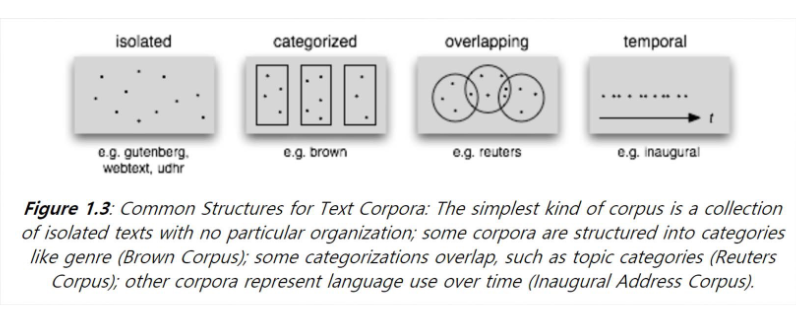 isolated categorized overlapping temporal
t
e.g. gutenberg, e.g. brown e.g. reuters e.g. inaugural
webtext, udhr
Figure 1.3: Common Structures for Text Corpora: The simplest kind of corpus is a collection
of isolated texts with no particular organization; some corpora are structured into categories
like genre (Brown Corpus); some categorizations overlap, such as topic categories (Reuters
Corpus); other corpora represent language use over time (Inaugural Address Corpus).